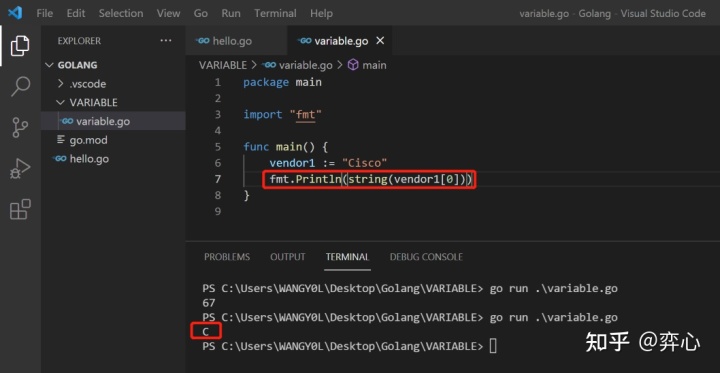 File Edit Selection View Go Run Terminal Help variable.go - Golang - Visual Studio Code
EXPLORER ··· hello.go variable.go
GOLANG VARIABLE > variable.go > main
.vscode
VARIABLE
variable.go
go.mod
hello.go
1 package main
2
3 import "fmt"
4
5 func main() {
6 vendor1 := "Cisco"
7 fmt.Println(string(vendor1[0]))
8 }
9
PROBLEMS OUTPUT TERMINAL DEBUG CONSOLE
PS C:\Users\WANGY0L\Desktop\Golang\VARIABLE> go run .\variable.go
67
PS C:\Users\WANGY0L\Desktop\Golang\VARIABLE> go run .\variable.go
C
PS C:\Users\WANGY0L\Desktop\Golang\VARIABLE>
知乎 @弈心